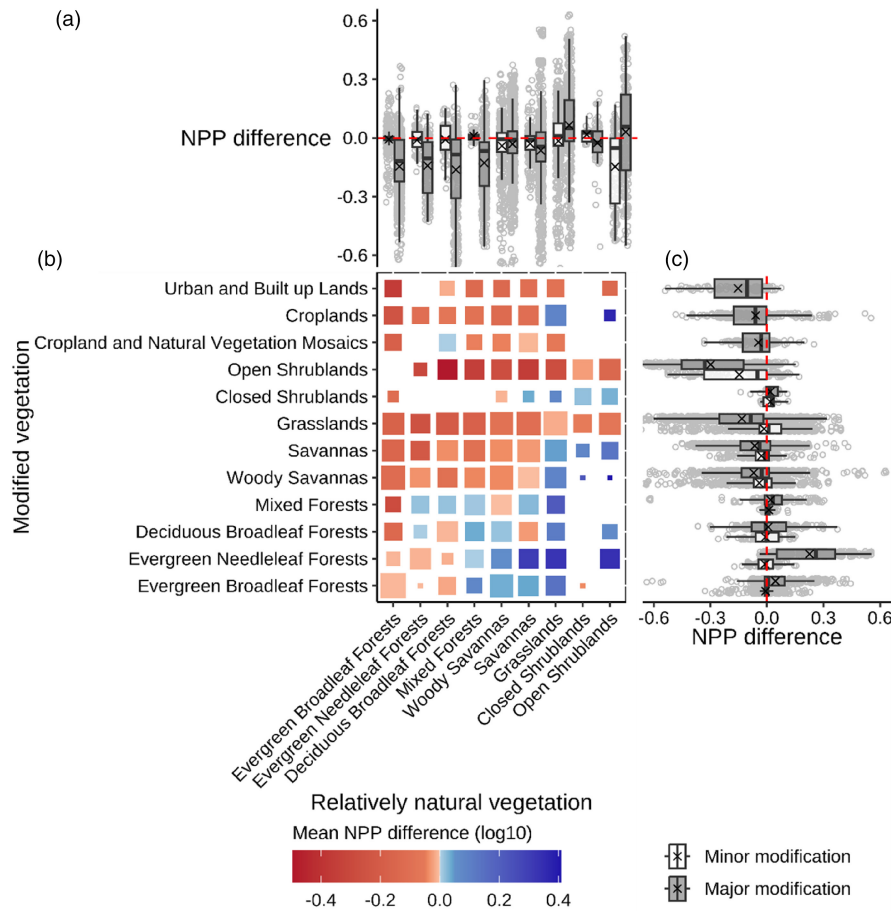 (a)
0.6
0.3
0.0
-0.3
-0.6
NPP difference
(b)
(c)
Modified vegetation
Urban and Built up Lands
Croplands
Cropland and Natural Vegetation Mosaics
Open Shrublands
Closed Shrublands
Grasslands
Savannas
Woody Savannas
Mixed Forests
Deciduous Broadleaf Forests
Evergreen Needleleaf Forests
Evergreen Broadleaf Forests
-0.6 -0.3 0.0 0.3 0.6
NPP difference
Evergreen Broadleaf Forests
Evergreen Needleleaf Forests
Deciduous Broadleaf Forests
Mixed Forests
Woody Savannas
Savannas
Grasslands
Closed Shrublands
Open Shrublands
Relatively natural vegetation
Mean NPP difference (log10)
-0.4 -0.2 0.0 0.2 0.4
Minor modification
Major modification